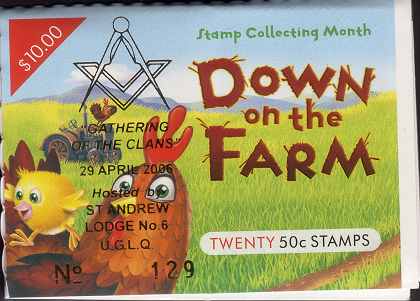 $10.00
Stamp Collecting Month
DOWN
ON THE
FARM
"GATHERING
OF THE CLANS"
29 APRIL 2006
Hosted by
ST ANDREW
LODGE No.6
U.G.L.Q.
No 129
TWENTY 50c STAMPS